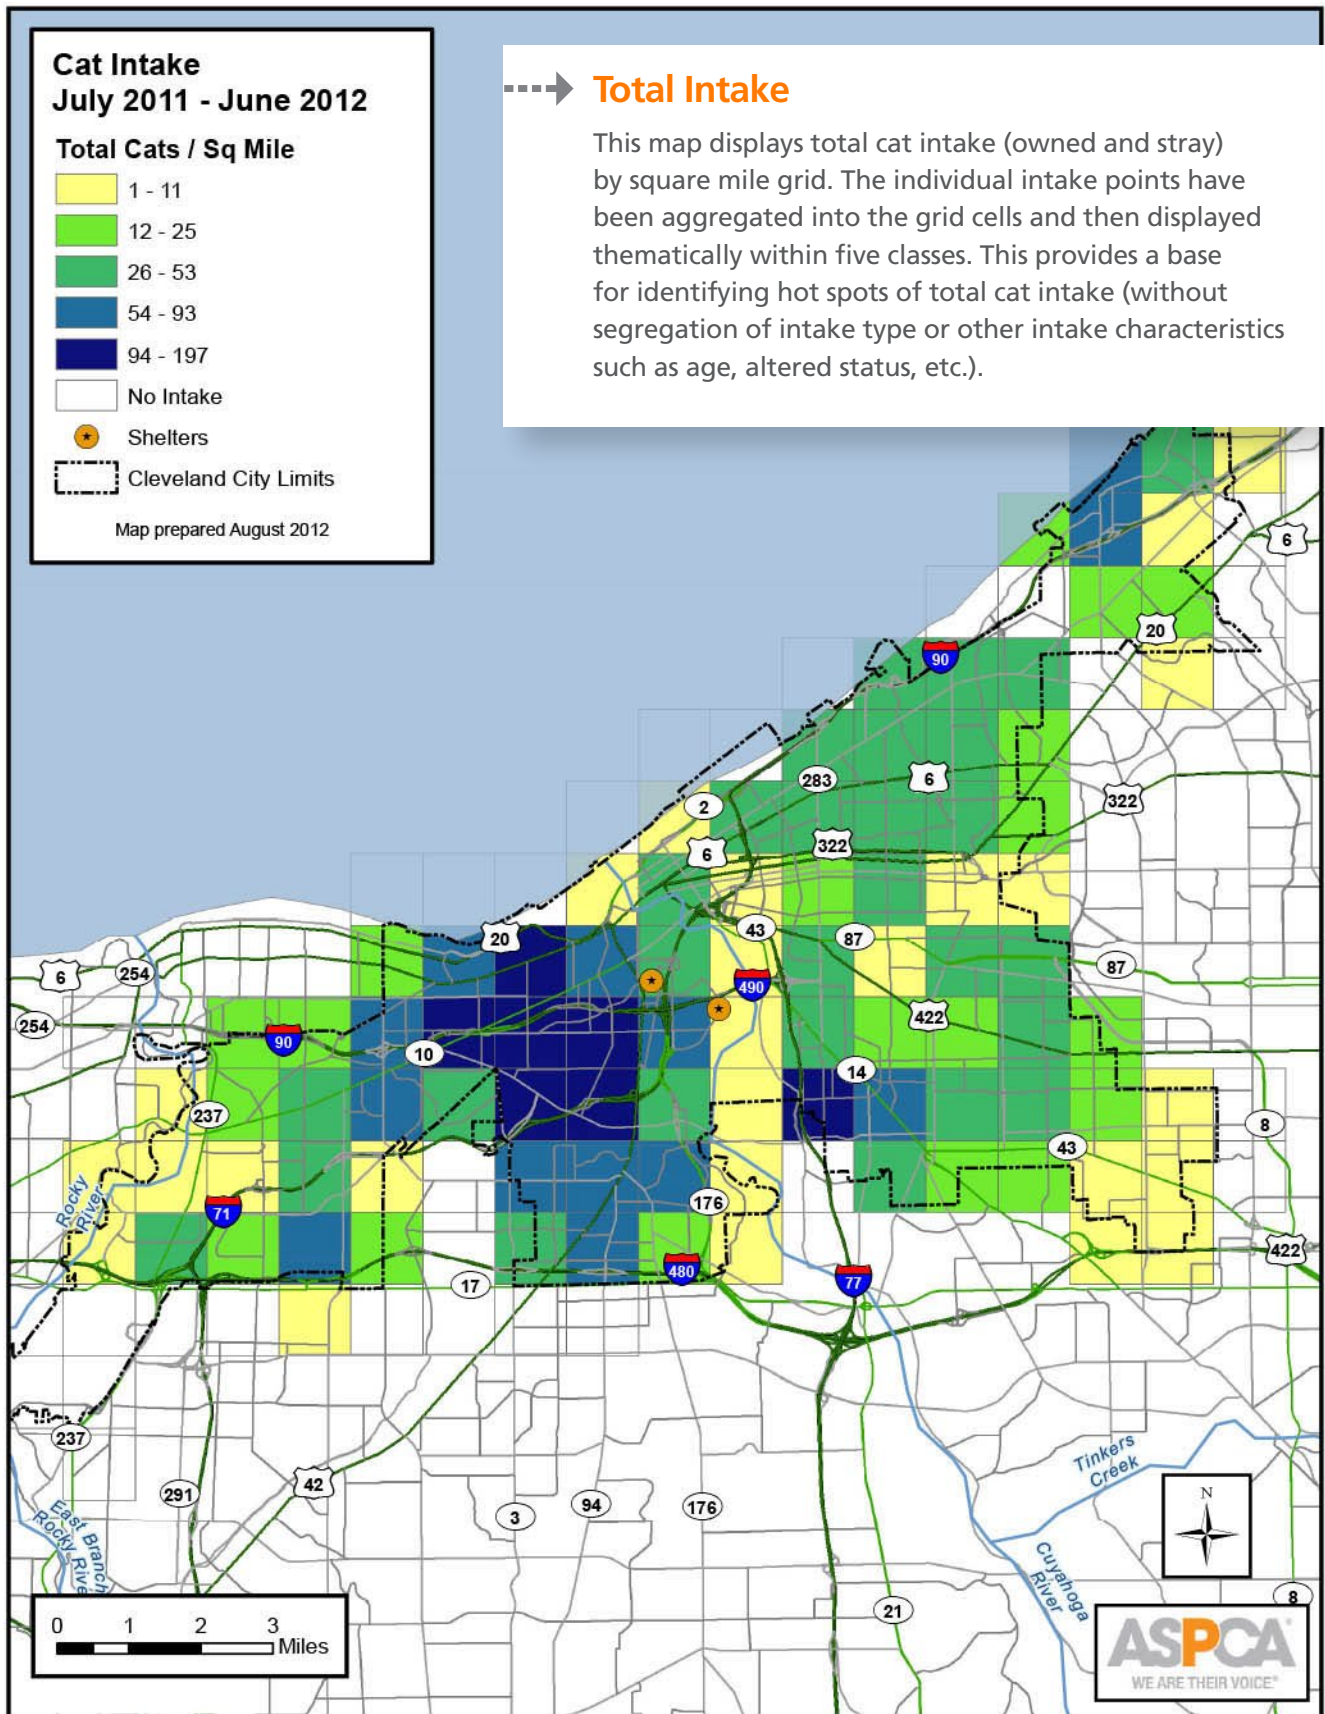 Cat Intake
July 2011 - June 2012
Total Cats / Sq Mile
1 - 11
12 - 25
26 - 53
54 - 93
94 - 197
No Intake
Shelters
Cleveland City Limits
Map prepared August 2012
Total Intake
This map displays total cat intake (owned and stray)
by square mile grid. The individual intake points have
been aggregated into the grid cells and then displayed
thematically within five classes. This provides a base
for identifying hot spots of total cat intake (without
segregation of intake type or other intake characteristics
such as age, altered status, etc.).
6
20
90
283
6
322
2
322
6
43
20
87
87
6
254
490
254
422
90
10
14
237
8
43
Rocky
River
176
71
422
480
17
77
237
Tinkers
Creek
42
291
94
176
3
N
East Branch
Rocky River
Cuyahoga
River
8
21
0 1 2 3
Miles
ASPCA®
WE ARE THEIR VOICE®